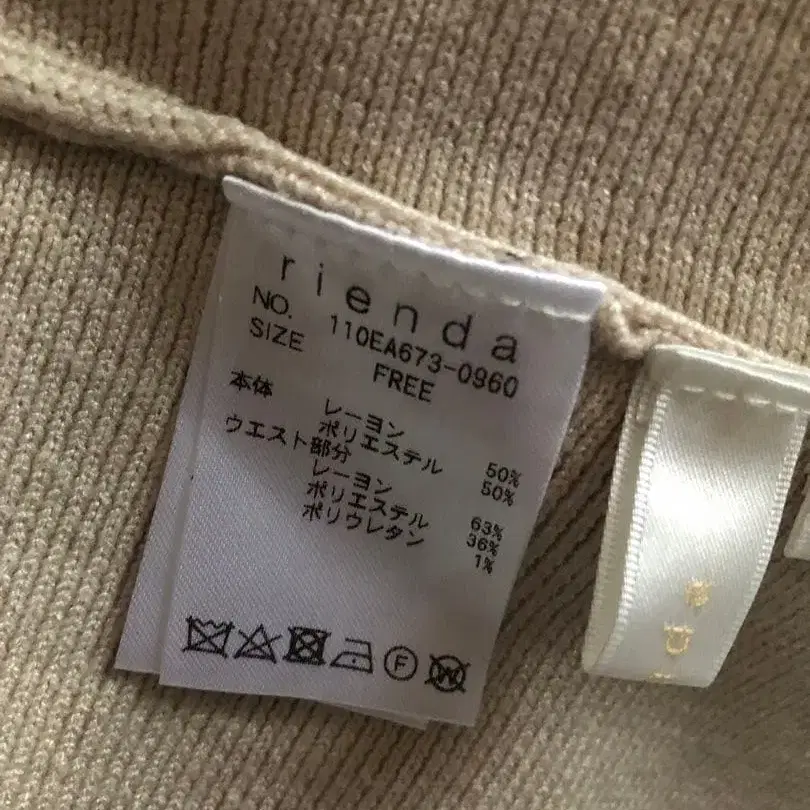 rienda
NO. 110EA673-0960
SIZE FREE
本体
レーヨン 50%
ポリエステル 50%
ウエスト部分
レーヨン 63%
ポリエステル 36%
ポリウレタン 1%
F
W